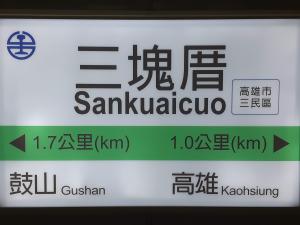 三塊厝
Sankuaicuo
高雄市
三民區
◀ 1.7公里(km) 1.0公里(km) ▶
鼓山 Gushan 高雄 Kaohsiung